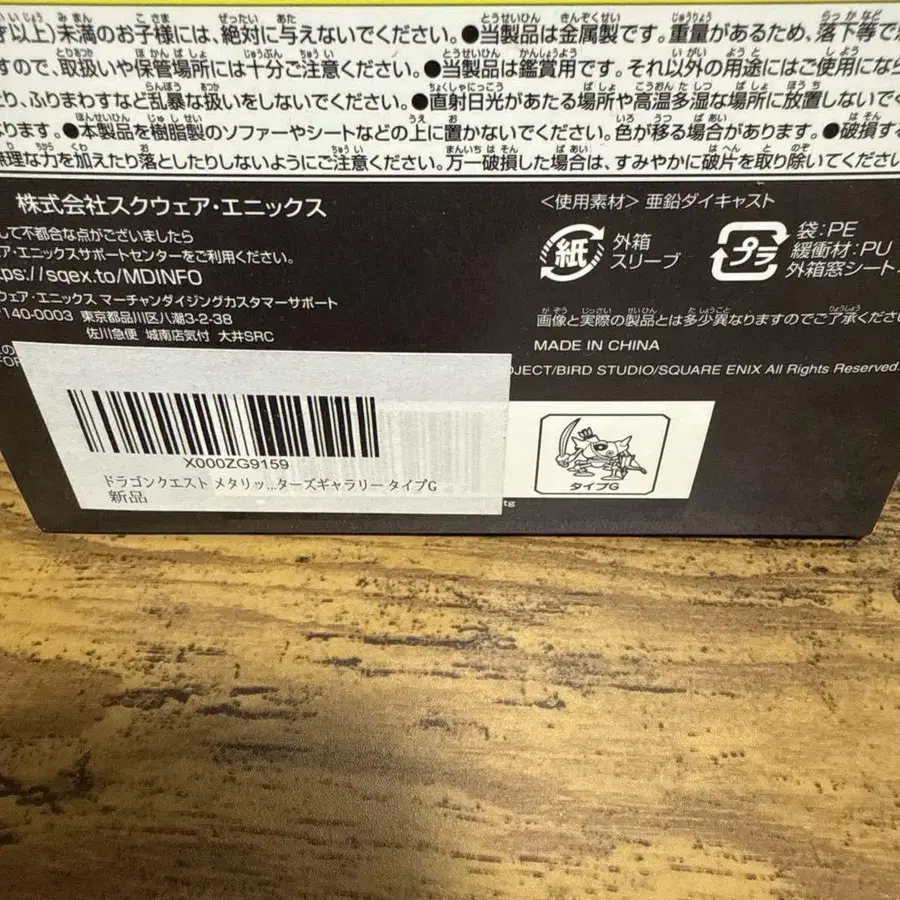 以上)未満のお子様には、絶対に与えないでください。●当製品は金属製です。重量があるため、落下等で
すので、取扱いや保管場所には十分ご注意ください。●当製品は鑑賞用です。それ以外の用途にはご使用になら
たり、ふりまわすなど乱暴な扱いをしないでください。●直射日光があたる場所や高温多湿な場所に放置しないで
なります。●本製品を樹脂製のソファーやシートなどの上に置かないでください。色が移る場合があります。●破損する
無理な力を加えたり落としたりしないようにご注意ください。万一破損した場合は、すみやかに破片を取り除いてください
株式会社スクウェア・エニックス
して不都合な点がございましたら
ア・エニックスサポートセンターをご利用ください。
ps://sqex.to/MDINFO
ウェア・エニックス マーチャンダイジングカスタマーサポート
140-0003 東京都品川区八潮3-2-38
佐川急便 城南店気付 大井SRC
<使用素材> 亜鉛ダイキャスト
紙
外箱
スリーブ
プラ
袋:PE
緩衝材:PU
外箱窓シート
画像と実際の製品とは多少異なりますのでご了承くださ
MADE IN CHINA
OJECT/BIRD STUDIO/SQUARE ENIX All Rights Reserved.
X000ZG9159
ドラゴンクエスト メタリッ...ターズギャラリー タイプG
新品
タイプG